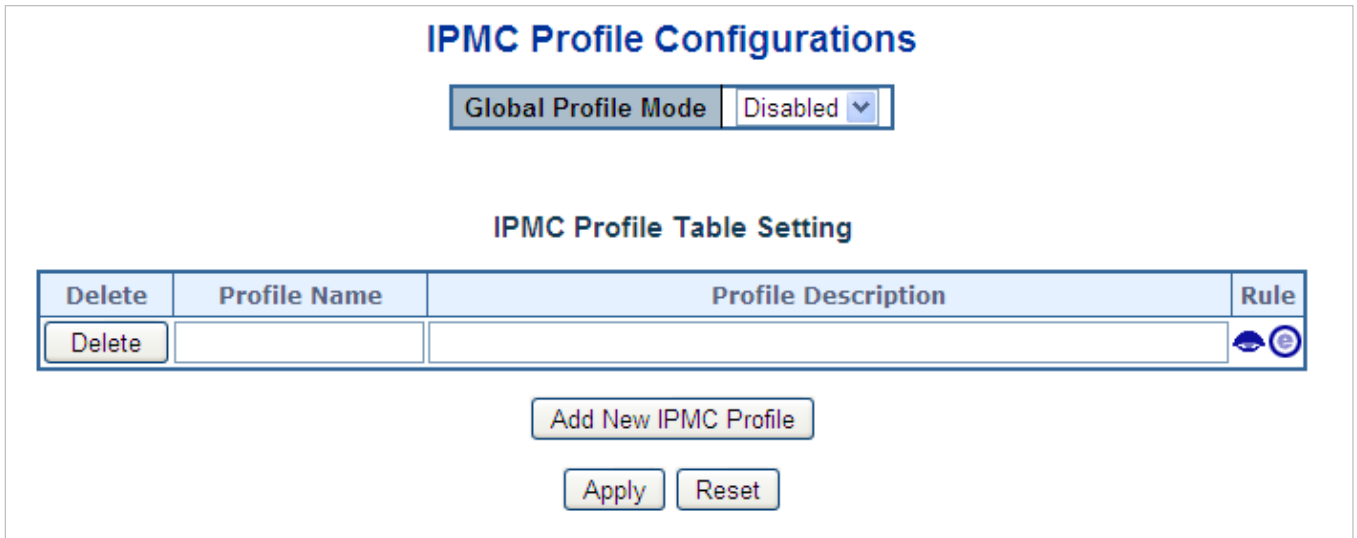 IPMC Profile Configurations
Global Profile Mode Disabled
IPMC Profile Table Setting
Delete Profile Name Profile Description Rule
Delete e
Add New IPMC Profile
Apply Reset